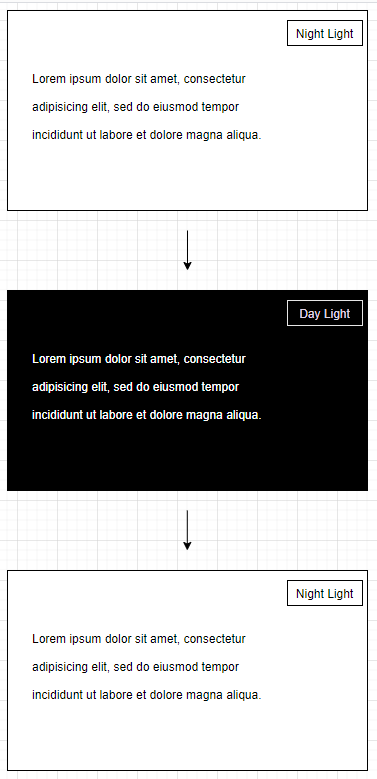 Night Light
Lorem ipsum dolor sit amet, consectetur
adipisicing elit, sed do eiusmod tempor
incididunt ut labore et dolore magna aliqua.
Day Light
Lorem ipsum dolor sit amet, consectetur
adipisicing elit, sed do eiusmod tempor
incididunt ut labore et dolore magna aliqua.
Night Light
Lorem ipsum dolor sit amet, consectetur
adipisicing elit, sed do eiusmod tempor
incididunt ut labore et dolore magna aliqua.